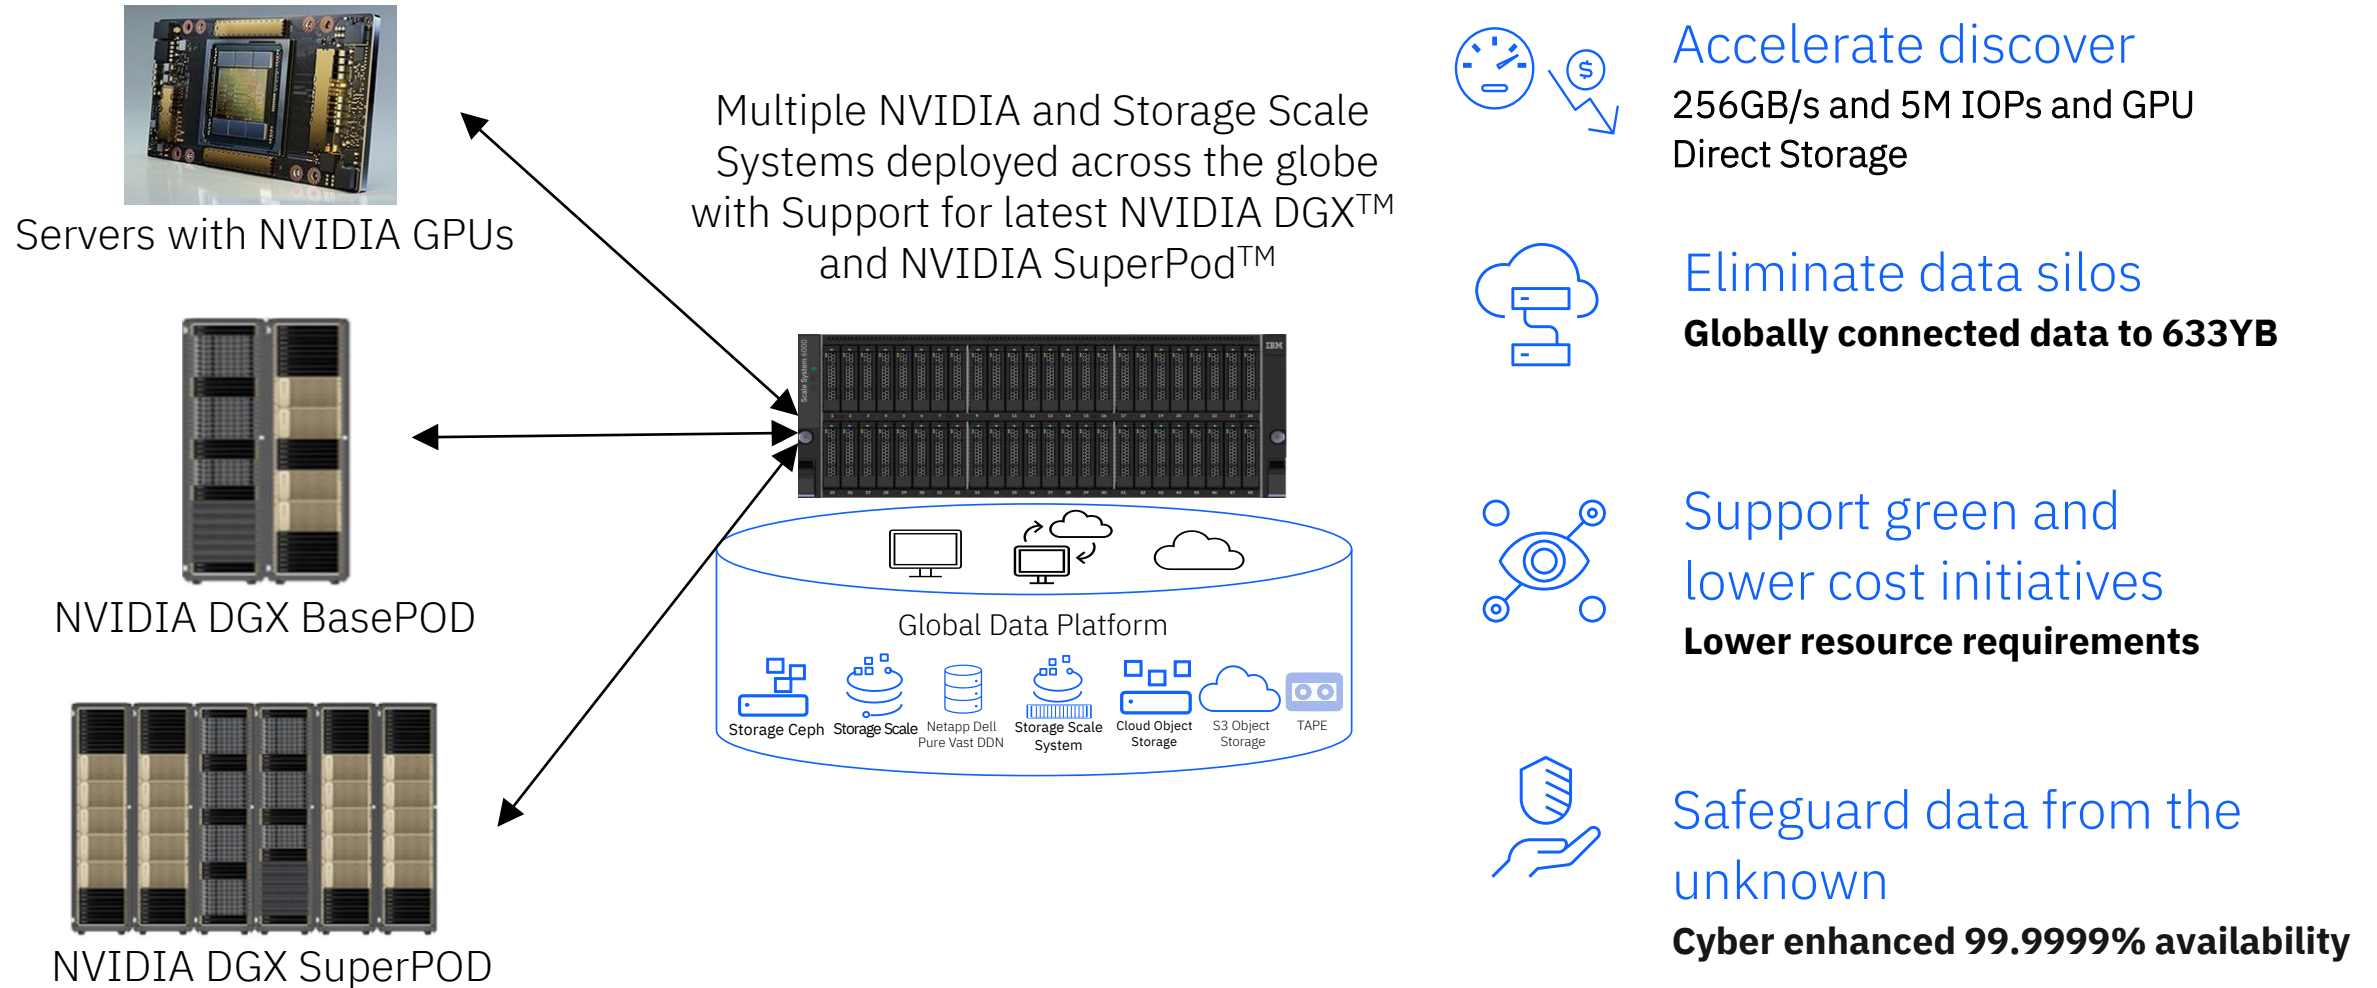 Servers with NVIDIA GPUs
NVIDIA DGX BasePOD
NVIDIA DGX SuperPOD
Multiple NVIDIA and Storage Scale
Systems deployed across the globe
with Support for latest NVIDIA DGX™
and NVIDIA SuperPod™
Scale System 6000
IBM
Global Data Platform
Storage Ceph
Storage Scale
Netapp Dell
Pure Vast DDN
Storage Scale
System
Cloud Object
Storage
S3 Object
Storage
TAPE
$
Accelerate discover
256GB/s and 5M IOPs and GPU
Direct Storage
Eliminate data silos
Globally connected data to 633YB
Support green and
lower cost initiatives
Lower resource requirements
Safeguard data from the
unknown
Cyber enhanced 99.9999% availability